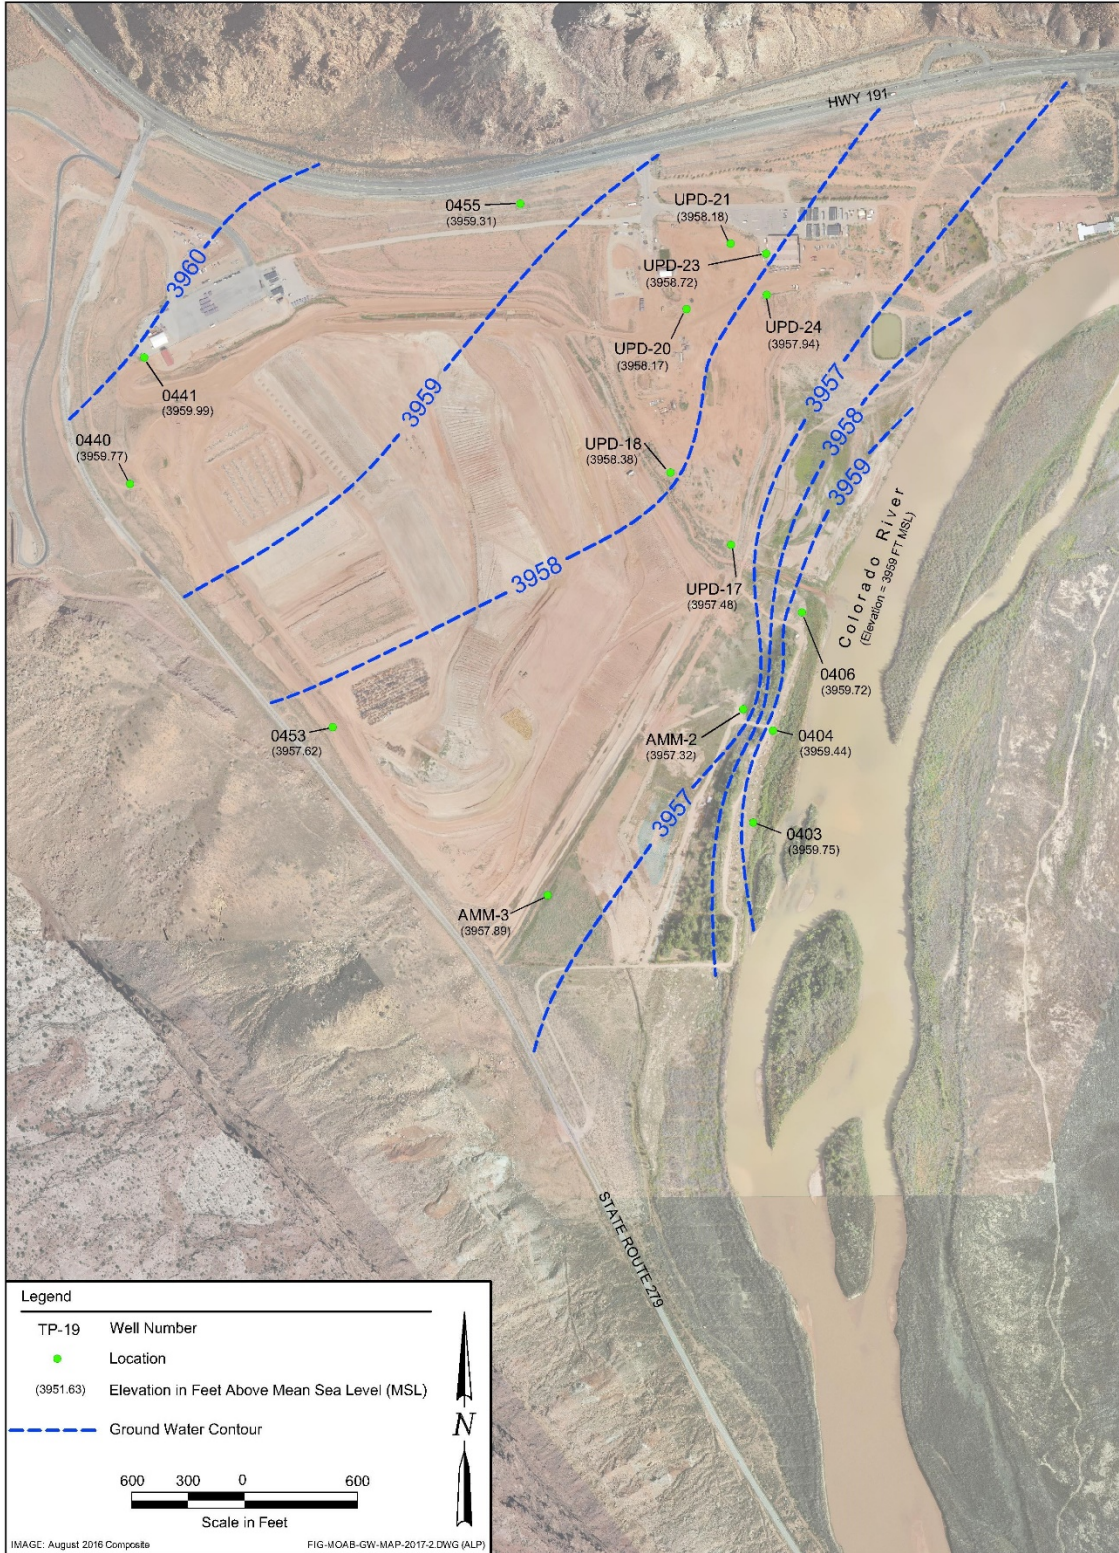 HWY 191
0455
(3959.31)
UPD-21
(3958.18)
UPD-23
(3958.72)
3960
UPD-24
(3957.94)
UPD-20
(3958.17)
3957
0441
(3959.99)
3959
3958
0440
(3959.77)
UPD-18
(3958.38)
3959
Colorado River
(Elevation = 3959 FT MSL)
3958
UPD-17
(3957.48)
0406
(3959.72)
0453
(3957.62)
AMM-2
(3957.32)
0404
(3959.44)
3957
0403
(3959.75)
AMM-3
(3957.89)
STATE ROUTE 279
Legend
TP-19 Well Number
Location
(3951.63) Elevation in Feet Above Mean Sea Level (MSL)
Ground Water Contour
N
600 300 0 600
Scale in Feet
IMAGE: August 2016 Composite
FIG-MOAB-GW-MAP-2017-2.DWG (ALP)